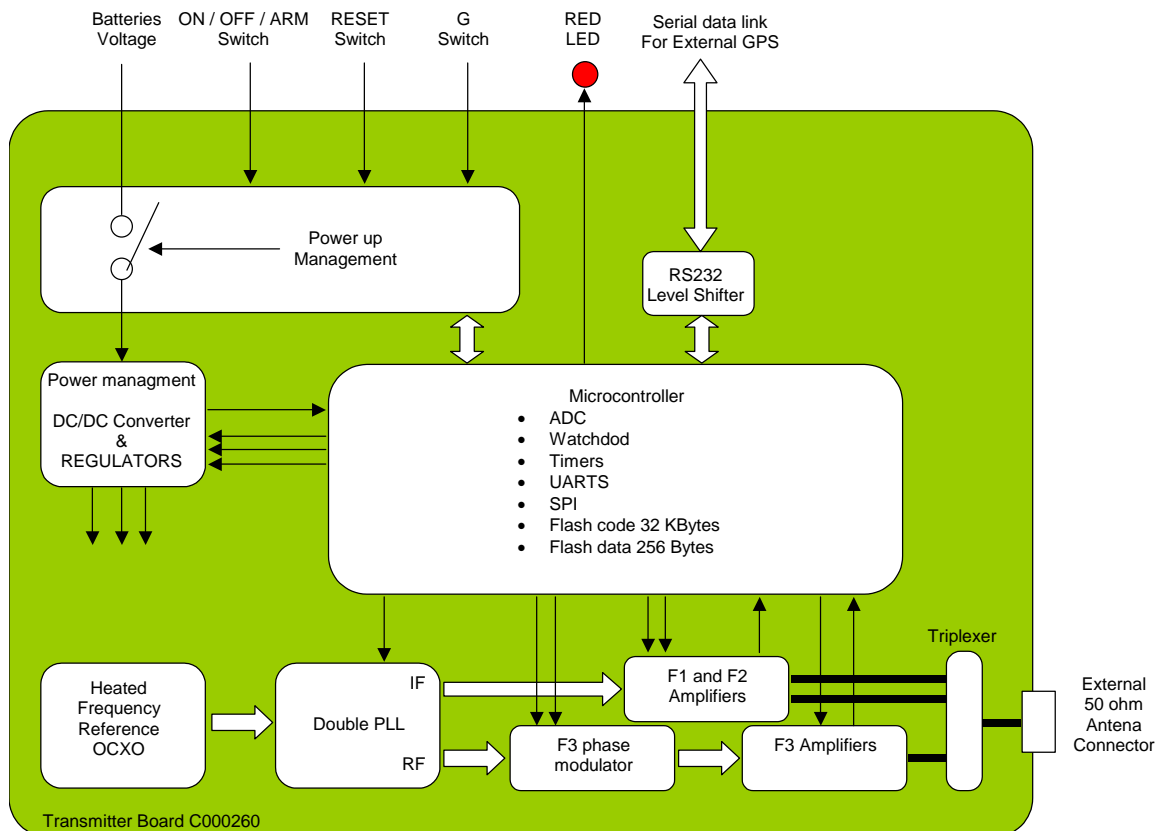 Batteries
Voltage
ON / OFF / ARM
Switch
RESET
Switch
G
Switch
RED
LED
Serial data link
For External GPS
Power up
Management
RS232
Level Shifter
Power managment
DC/DC Converter
&
REGULATORS
Microcontroller
• ADC
• Watchdod
• Timers
• UARTS
• SPI
• Flash code 32 KBytes
• Flash data 256 Bytes
Heated
Frequency
Reference
OCXO
IF
Double PLL
RF
F1 and F2
Amplifiers
F3 phase
modulator
F3 Amplifiers
Triplexer
External
50 ohm
Antena
Connector
Transmitter Board C000260